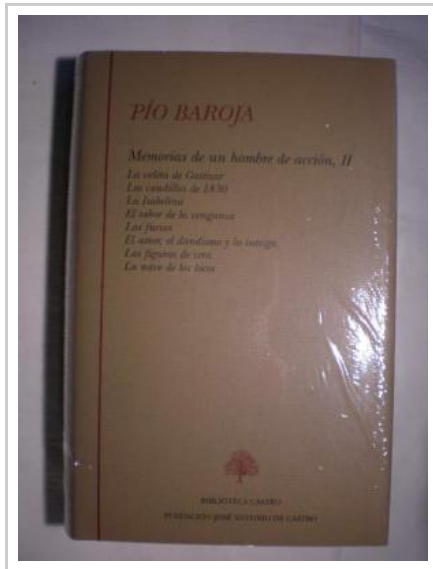 PÍO BAROJA
Memorias de un hombre de acción, II
La veleta de Gastizar
Los caudillos de 1830
La Isabelina
El sabor de la venganza
Las furias
El amor, el dandismo y la intriga
Las figuras de cera
La nave de los locos
BIBLIOTECA CASTRO
FUNDACIÓN JOSÉ ANTONIO DE CASTRO